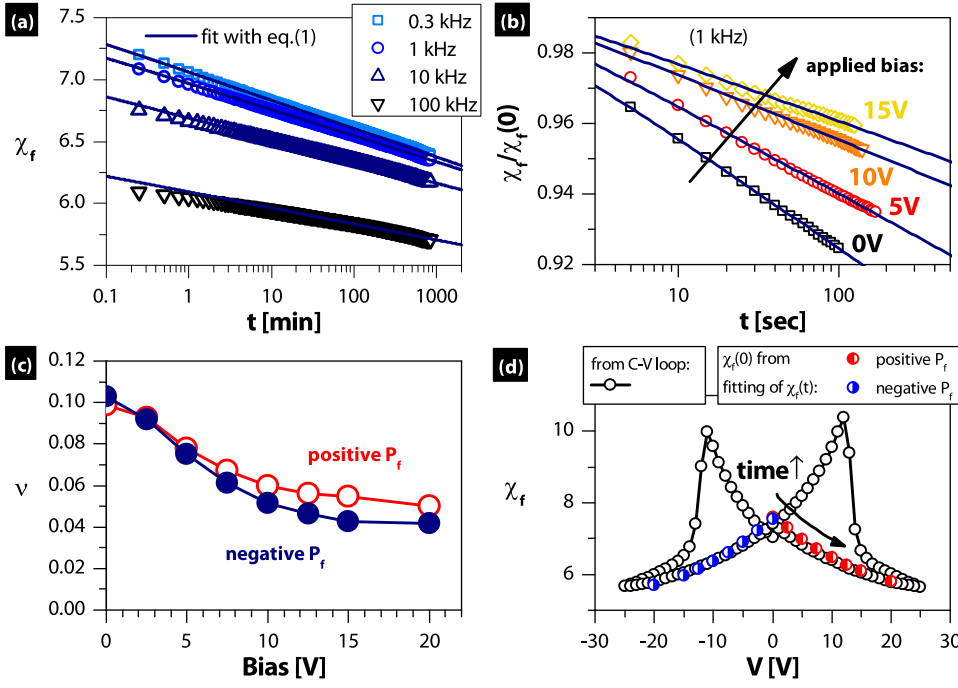 (a)
7.5
7.0
6.5
6.0
5.5
χf
0.1
1
10
100
1000
t [min]
fit with eq.(1)
0.3 kHz
1 kHz
10 kHz
100 kHz
(b)
0.98
0.96
0.94
0.92
χf/χf(0)
(1 kHz)
applied bias:
15V
10V
5V
0V
10
100
t [sec]
(c)
0.12
0.10
0.08
0.06
0.04
0.02
0.00
ν
positive Pf
negative Pf
0
5
10
15
20
Bias [V]
(d)
from C-V loop:
χf(0) from
fitting of χf(t):
positive Pf
negative Pf
10
8
6
χf
time↑
-30
-20
-10
0
10
20
30
V [V]